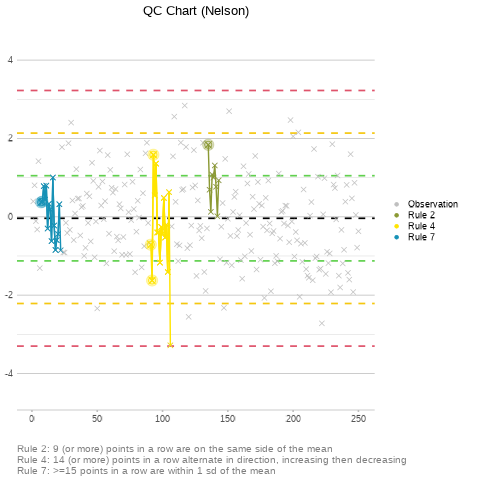 QC Chart (Nelson)
4
2
0
-2
-4
0
50
100
150
200
250
Observation
Rule 2
Rule 4
Rule 7
Rule 2: 9 (or more) points in a row are on the same side of the mean
Rule 4: 14 (or more) points in a row alternate in direction, increasing then decreasing
Rule 7: >=15 points in a row are within 1 sd of the mean